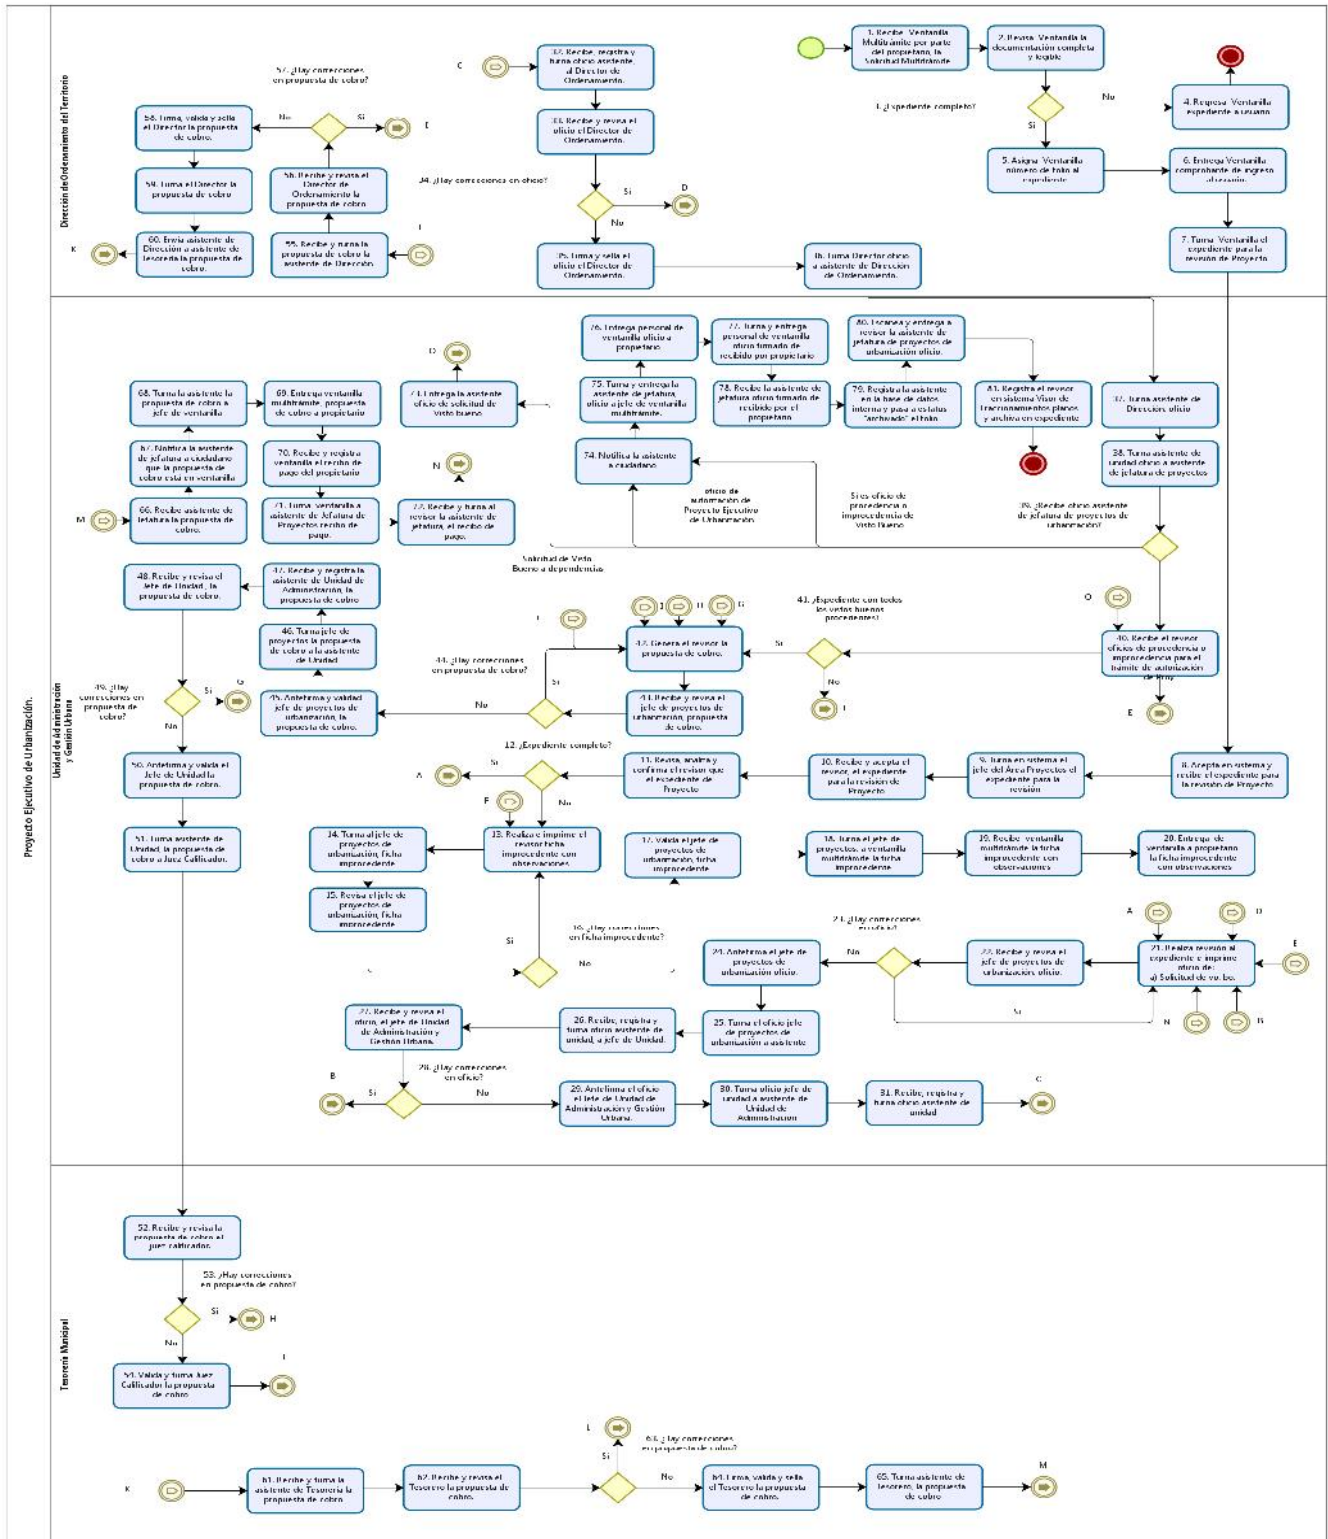 Proyecto Ejecutivo de Urbanización.
Dirección de Ordenamiento del Territorio
57. ¿Hay correcciones
en propuesta de cobro?
58. Firma, valida y sella
el Director la propuesta
de cobro.
No
Si
E
59. Turna el Director la
propuesta de cobro
56. Recibe y revisa el
Director de
Ordenamiento la
propuesta de cobro
60. Envía asistente de
Dirección a asistente de
Tesorería la propuesta de
cobro.
K
55. Recibe y turna la
propuesta de cobro la
asistente de Dirección
C
32. Recibe, registra y
turna oficio asistente,
al Director de
Ordenamiento.
33. Recibe y revisa el
oficio el Director de
Ordenamiento.
34. ¿Hay correcciones en oficio?
Si
D
No
35. Turna y sella el
oficio el Director de
Ordenamiento.
36. Turna Director oficio
a asistente de Dirección
de Ordenamiento.
1. Recibe Ventanilla
Multitrámite por parte
del propietario, la
Solicitud Multitrámite
2. Revisa Ventanilla la
documentación completa
y legible
3. ¿Expediente completo?
No
Si
4. Regresa Ventanilla
expediente a usuario
5. Asigna Ventanilla
número de folio al
expediente
6. Entrega Ventanilla
comprobante de ingreso
al usuario.
7. Turna Ventanilla el
expediente para la
revisión de Proyecto
Unidad de Administración
y Gestión Urbana
68. Turna la asistente la
propuesta de cobro a
jefe de ventanilla
69. Entrega ventanilla
multitrámite, propuesta
de cobro a propietario
67. Notifica la asistente
de jefatura a ciudadano
que la propuesta de
cobro está en ventanilla
70. Recibe y registra
ventanilla el recibo de
pago del propietario
M
66. Recibe asistente de
Jefatura la propuesta de
cobro.
71. Turna ventanilla a
asistente de Jefatura de
Proyectos recibo de
pago.
72. Recibe y turna al
revisor la asistente de
jefatura, el recibo de
pago.
N
73. Entrega la asistente
oficio de solicitud de
Visto bueno
76. Entrega personal de
ventanilla oficio a
propietario
77. Turna y entrega
personal de ventanilla
oficio firmado de
recibido por propietario
80. Escanea y entrega a
revisor la asistente de
jefatura de proyectos de
urbanización oficio.
75. Turna y entrega la
asistente de jefatura,
oficio a jefe de ventanilla
multitrámite.
78. Recibe la asistente de
jefatura oficio firmado de
recibido por el
propietario
79. Registra la asistente
en la base de datos
interna y pasa a estatus
"archivado" el folio
81. Registra el revisor
en sistema Visor de
Fraccionamientos planos
y archiva en expediente
74. Notifica la asistente
a ciudadano
37. Turna asistente de
Dirección, oficio
38. Turna asistente de
unidad oficio a asistente
de jefatura de proyectos
39. ¿Recibe oficio asistente
de jefatura de proyectos de
urbanización?
oficio de
autorización de
Proyecto Ejecutivo
de Urbanización
Si es oficio de
procedencia o
improcedencia de
Visto Bueno
Solicitud de Visto
Bueno a dependencias
48. Recibe y revisa el
Jefe de Unidad, la
propuesta de cobro.
47. Recibe y registra la
asistente de Unidad de
Administración, la
propuesta de cobro
46. Turna jefe de
proyectos la propuesta
de cobro a la asistente
de Unidad
45. Antefirma y validad
jefe de proyectos de
urbanización, la
propuesta de cobro.
49. ¿Hay
correcciones en
propuesta de
cobro?
Si
G
No
50. Antefirma y valida el
Jefe de Unidad la
propuesta de cobro.
51. Turna asistente de
Unidad, la propuesta de
cobro a Juez Calificador.
44. ¿Hay correcciones
en propuesta de cobro?
Si
No
H
G
42. Genera el revisor la
propuesta de cobro.
43. Recibe y revisa el
jefe de proyectos de
urbanización, propuesta
de cobro.
41. ¿Expediente con todos
los vistos buenos
procedentes?
Si
No
O
40. Recibe el revisor
oficios de procedencia o
improcedencia para el
trámite de autorización
de Proy
E
12. ¿Expediente completo?
Si
A
No
F
11. Revisa, analiza y
confirma el revisor que
el expediente de
Proyecto
10. Recibe y acepta el
revisor, el expediente
para la revisión de
Proyecto
9. Turna en sistema el
jefe del Área Proyectos el
expediente para la
revisión
8. Acepta en sistema y
recibe el expediente para
la revisión de Proyecto
14. Turna al jefe de
proyectos de
urbanización, ficha
improcedente
13. Realiza e imprime el
revisor ficha
improcedente con
observaciones
17. Valida el jefe de
proyectos de
urbanización, ficha
improcedente
18. Turna el jefe de
proyectos, a ventanilla
multitrámite la ficha
improcedente
19. Recibe ventanilla
multitrámite la ficha
improcedente con
observaciones
20. Entrega de
ventanilla a propietario
la ficha improcedente
con observaciones
15. Revisa el jefe de
proyectos de
urbanización, ficha
improcedente
16. ¿Hay correcciones
en ficha improcedente?
Si
No
23. ¿Hay correcciones
en oficio?
No
Si
A
D
E
N
B
24. Antefirma el jefe de
proyectos de
urbanización oficio.
22. Recibe y revisa el
jefe de proyectos de
urbanización, oficio.
21. Realiza revisión al
expediente e imprime
oficio de:
a) Solicitud de vo. bo.
27. Recibe y revisa el
oficio, el jefe de Unidad
de Administración y
Gestión Urbana.
26. Recibe, registra y
turna oficio asistente de
unidad, a jefe de Unidad.
25. Turna el oficio jefe
de proyectos de
urbanización a asistente
28. ¿Hay correcciones
en oficio?
B
Si
No
29. Antefirma el oficio
el Jefe de Unidad de
Administración y Gestión
Urbana.
30. Turna oficio jefe de
unidad a asistente de
Unidad de
Administración
31. Recibe, registra y
turna oficio asistente de
unidad
C
Tesorería Municipal
52. Recibe y revisa la
propuesta de cobro el
juez calificador.
53. ¿Hay correcciones
en propuesta de cobro?
Si
H
No
54. Valida y turna Juez
Calificador la propuesta
de cobro
K
61. Recibe y turna la
asistente de Tesorería la
propuesta de cobro
62. Recibe y revisa el
Tesorero la propuesta de
cobro.
63. ¿Hay correcciones
en propuesta de cobro?
Si
No
64. Firma, valida y sella
el Tesorero la propuesta
de cobro.
65. Turna asistente de
Tesorero, la propuesta
de cobro
M